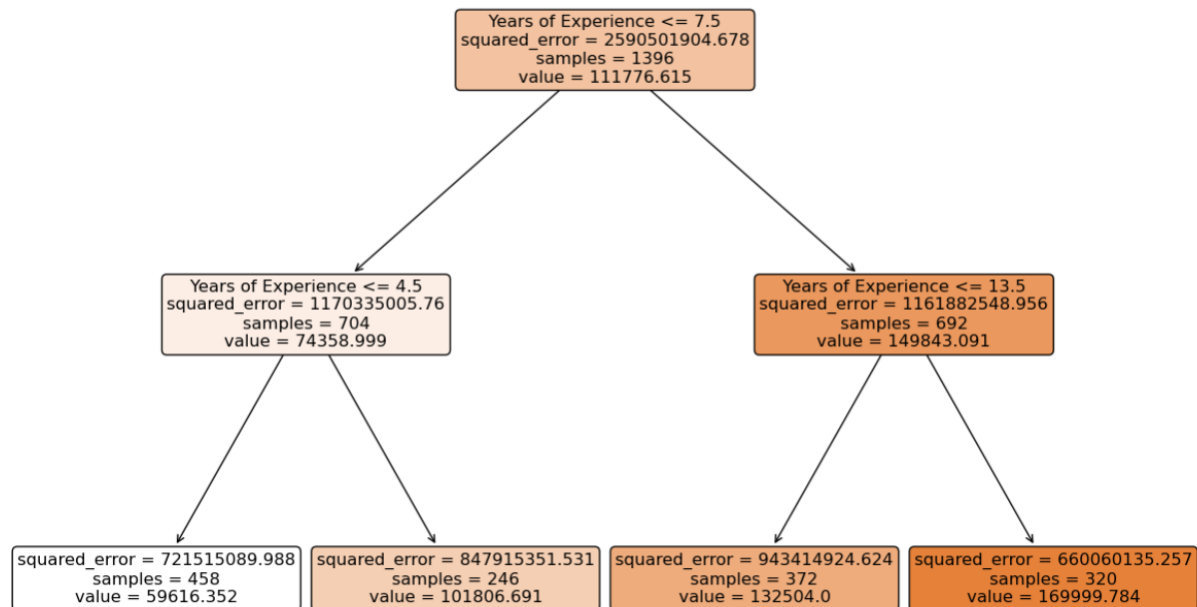 Years of Experience <= 7.5
squared_error = 2590501904.678
samples = 1396
value = 111776.615
Years of Experience <= 4.5
squared_error = 1170335005.76
samples = 704
value = 74358.999
Years of Experience <= 13.5
squared_error = 1161882548.956
samples = 692
value = 149843.091
squared_error = 721515089.988
samples = 458
value = 59616.352
squared_error = 847915351.531
samples = 246
value = 101806.691
squared_error = 943414924.624
samples = 372
value = 132504.0
squared_error = 660060135.257
samples = 320
value = 169999.784